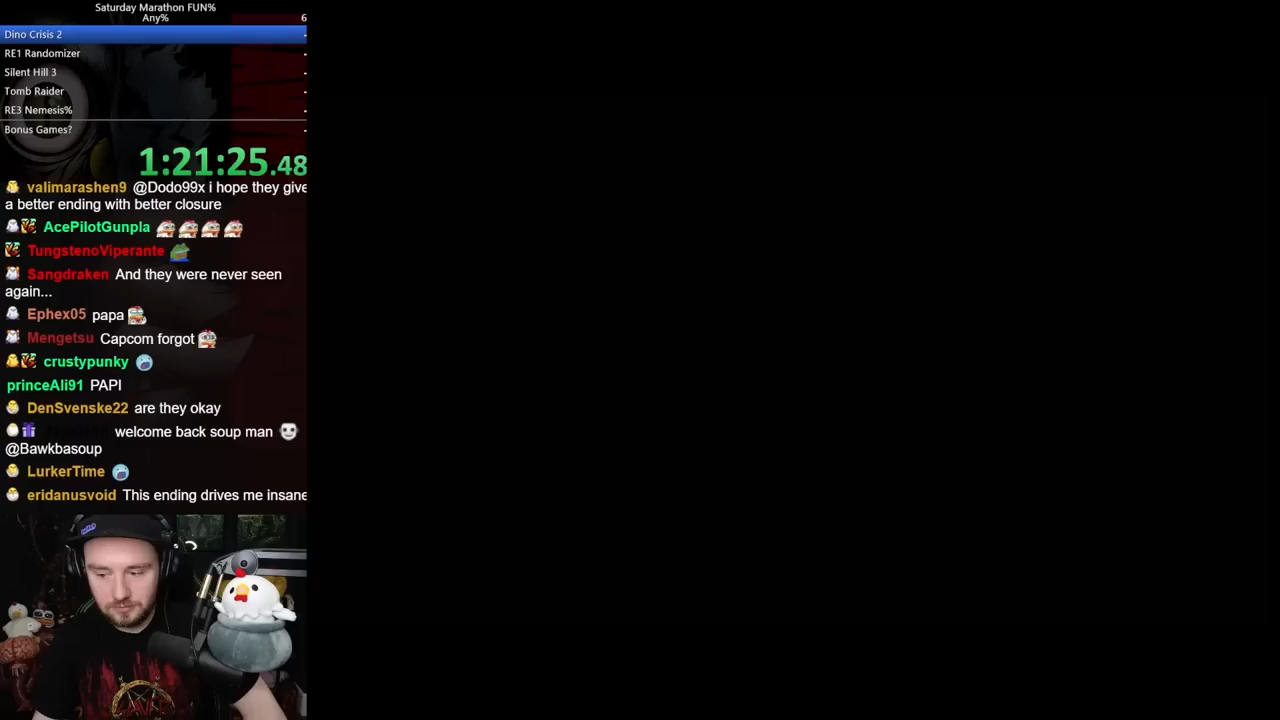 Saturday Marathon FUN%
Any%
6
Dino Crisis 2 -
RE1 Randomizer -
Silent Hill 3 -
Tomb Raider -
RE3 Nemesis% -
Bonus Games? -
1:21:25.48
valimarashen9 @Dodo99x i hope they give
a better ending with better closure
AcePilotGunpla
TungstenoViperante
Sangdraken And they were never seen
again...
Ephex05 papa
Mengetsu Capcom forgot
crustypunky
princeAli91 PAPI
DenSvenske22 are they okay
welcome back soup man
@Bawkbasoup
LurkerTime
eridanusvoid This ending drives me insane